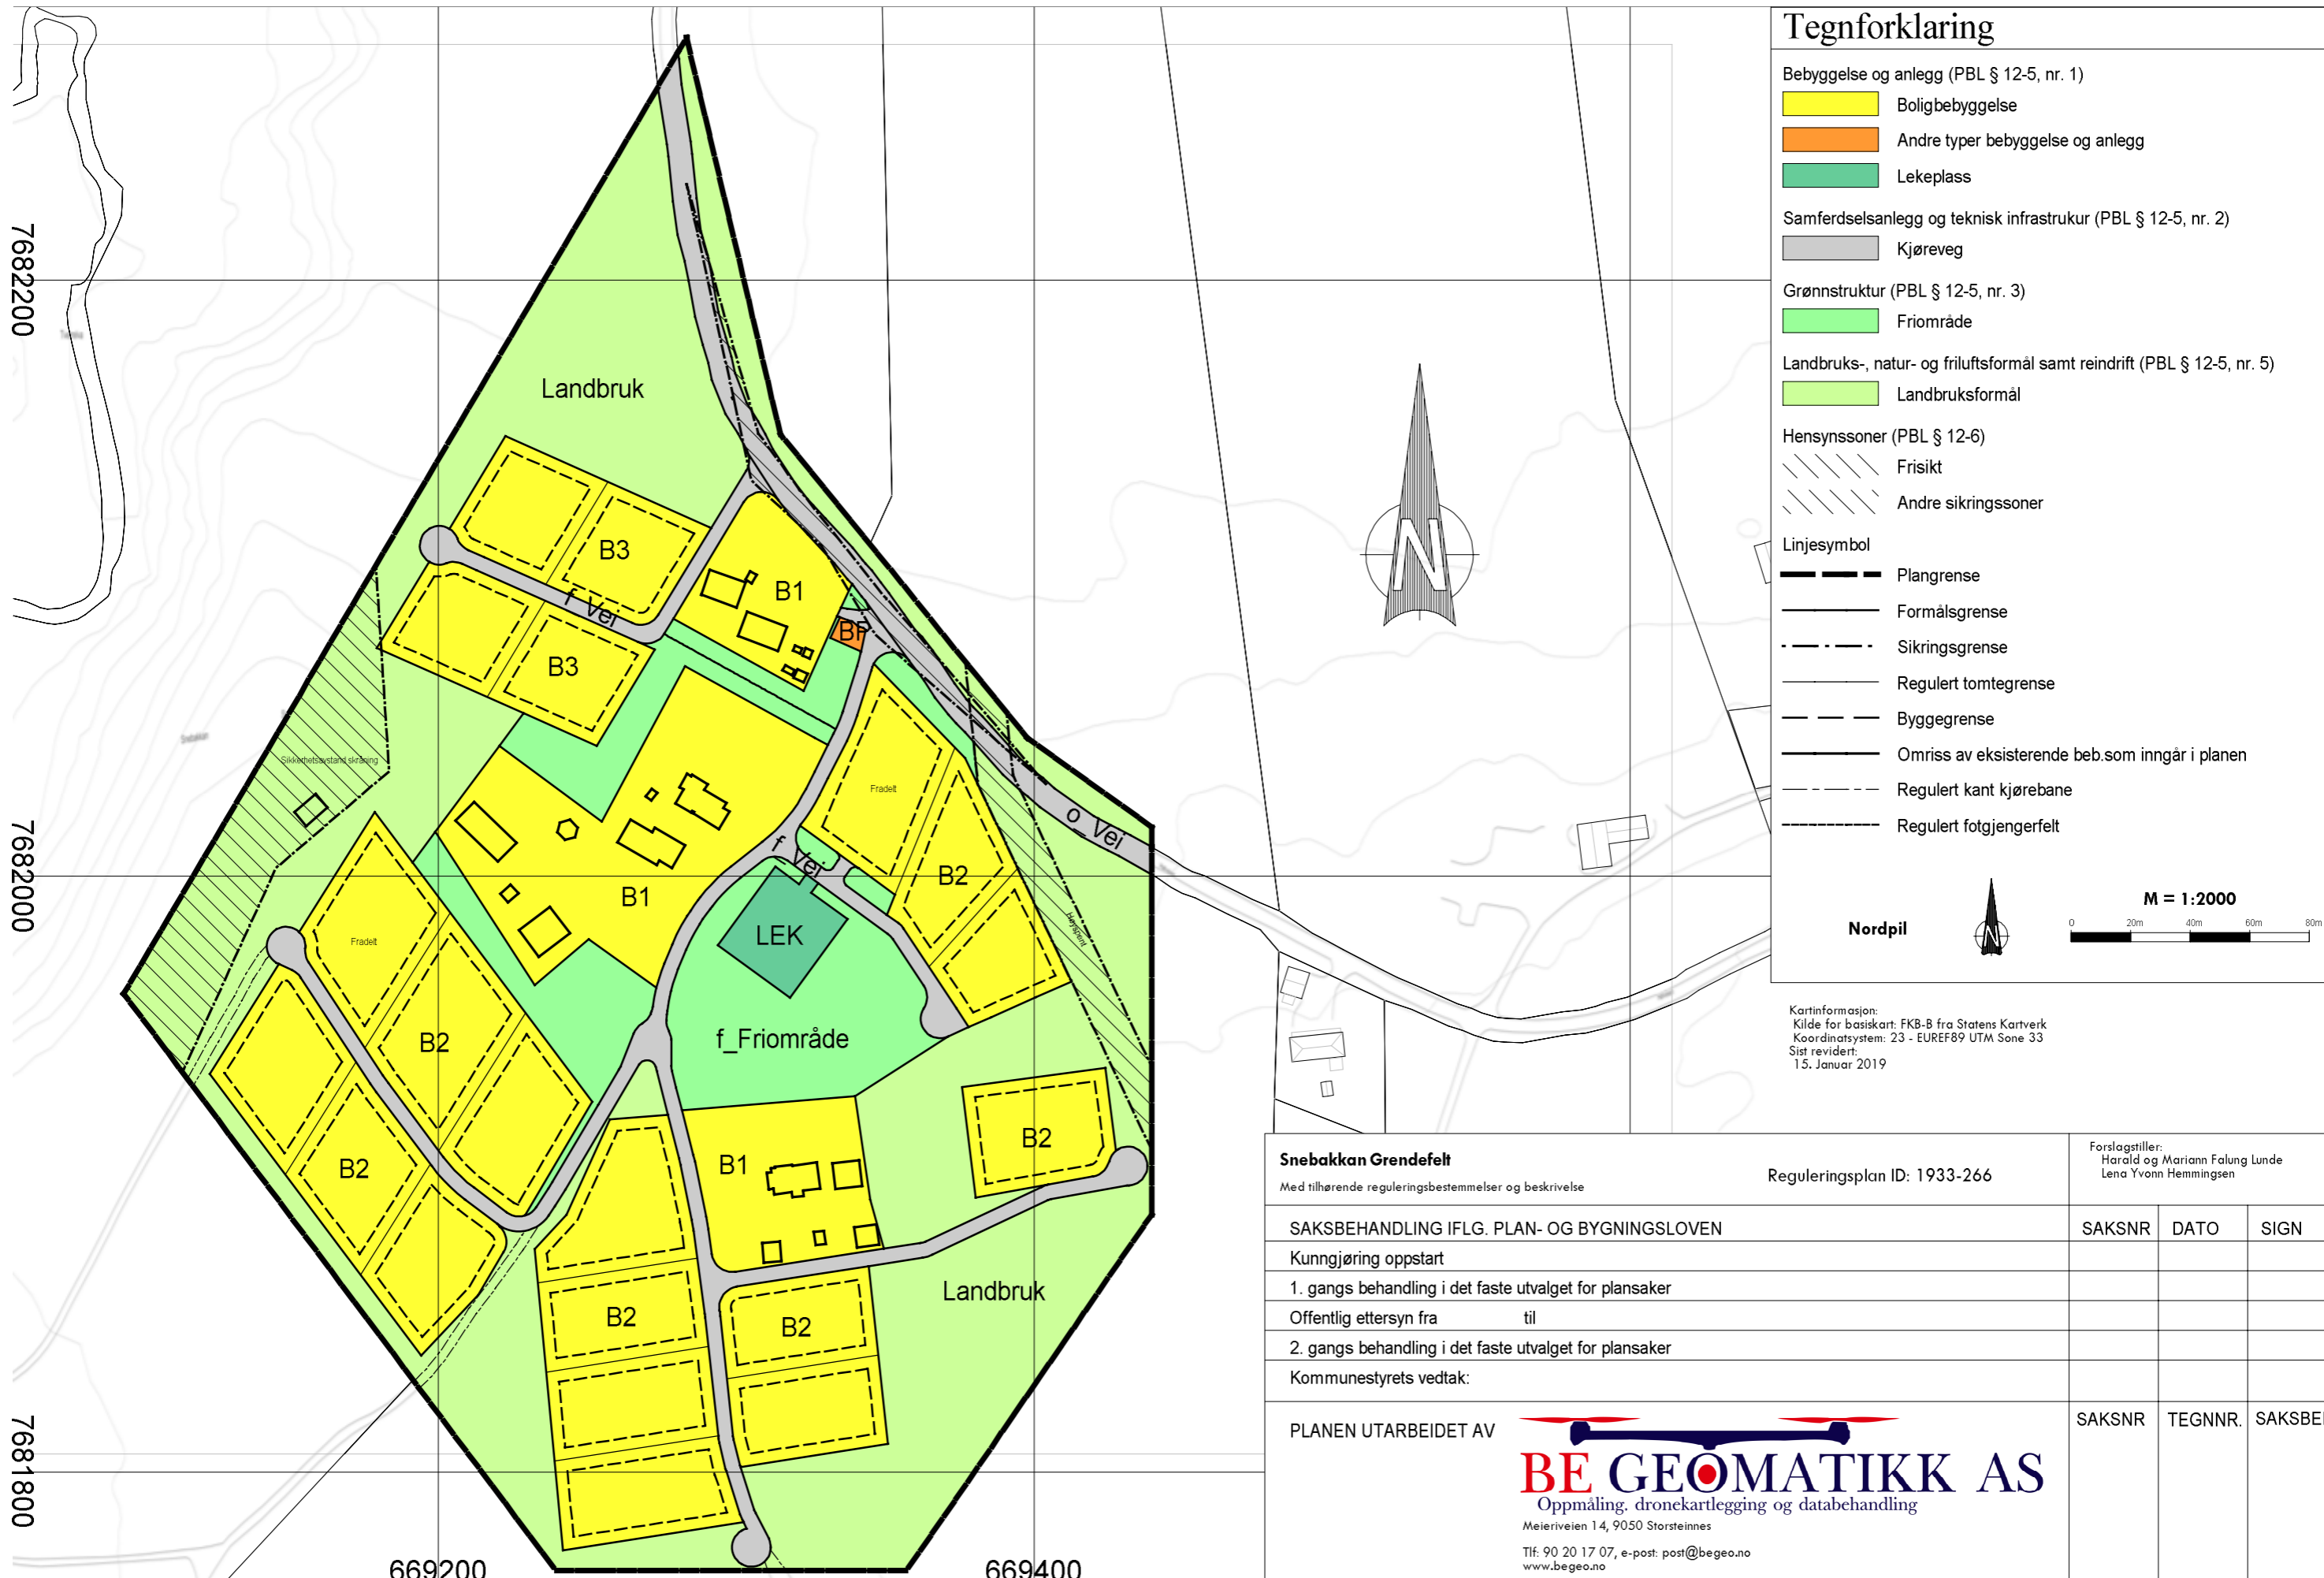 Tegnforklaring
Bebyggelse og anlegg (PBL § 12-5, nr. 1)
Boligbebyggelse
Andre typer bebyggelse og anlegg
Lekeplass
Samferdselsanlegg og teknisk infrastrukur (PBL § 12-5, nr. 2)
Kjøreveg
Grønnstruktur (PBL § 12-5, nr. 3)
Friområde
Landbruks-, natur- og friluftsformål samt reindrift (PBL § 12-5, nr. 5)
Landbruksformål
Hensynssoner (PBL § 12-6)
Frisikt
Andre sikringssoner
Linjesymbol
Plangrense
Formålsgrense
Sikringsgrense
Regulert tomtegrense
Byggegrense
Omriss av eksisterende beb.som inngår i planen
Regulert kant kjørebane
Regulert fotgjengerfelt
M = 1:2000
Nordpil
N
0 20m 40m 60m 80m
Kartinformasjon:
Kilde for basiskart: FKB-B fra Statens Kartverk
Koordinatsystem: 23 - EUREF89 UTM Sone 33
Sist revidert:
15. Januar 2019
7682200
7682000
7681800
669200
669400
N
Landbruk
B3
B1
f_Vei
BF
B3
Sikkerhetsavstand skråning
Snebakkan
Fradelt
o_Vei
f_Vei
B2
B1
Høyspent
LEK
Fradelt
f_Friområde
B2
B2
B2
B1
Landbruk
B2
B2
Snebakkan Grendefelt
Med tilhørende reguleringsbestemmelser og beskrivelse
Reguleringsplan ID: 1933-266
Forslagstiller:
Harald og Mariann Falung Lunde
Lena Yvonn Hemmingsen
SAKSBEHANDLING IFLG. PLAN- OG BYGNINGSLOVEN SAKSNR DATO SIGN
Kunngjøring oppstart
1. gangs behandling i det faste utvalget for plansaker
Offentlig ettersyn fra til
2. gangs behandling i det faste utvalget for plansaker
Kommunestyrets vedtak:
PLANEN UTARBEIDET AV
SAKSNR TEGNNR. SAKSBE
BE GEOMATIKK AS
Oppmåling, dronekartlegging og databehandling
Meieriveien 14, 9050 Storsteinnes
Tlf: 90 20 17 07, e-post: post@begeo.no
www.begeo.no